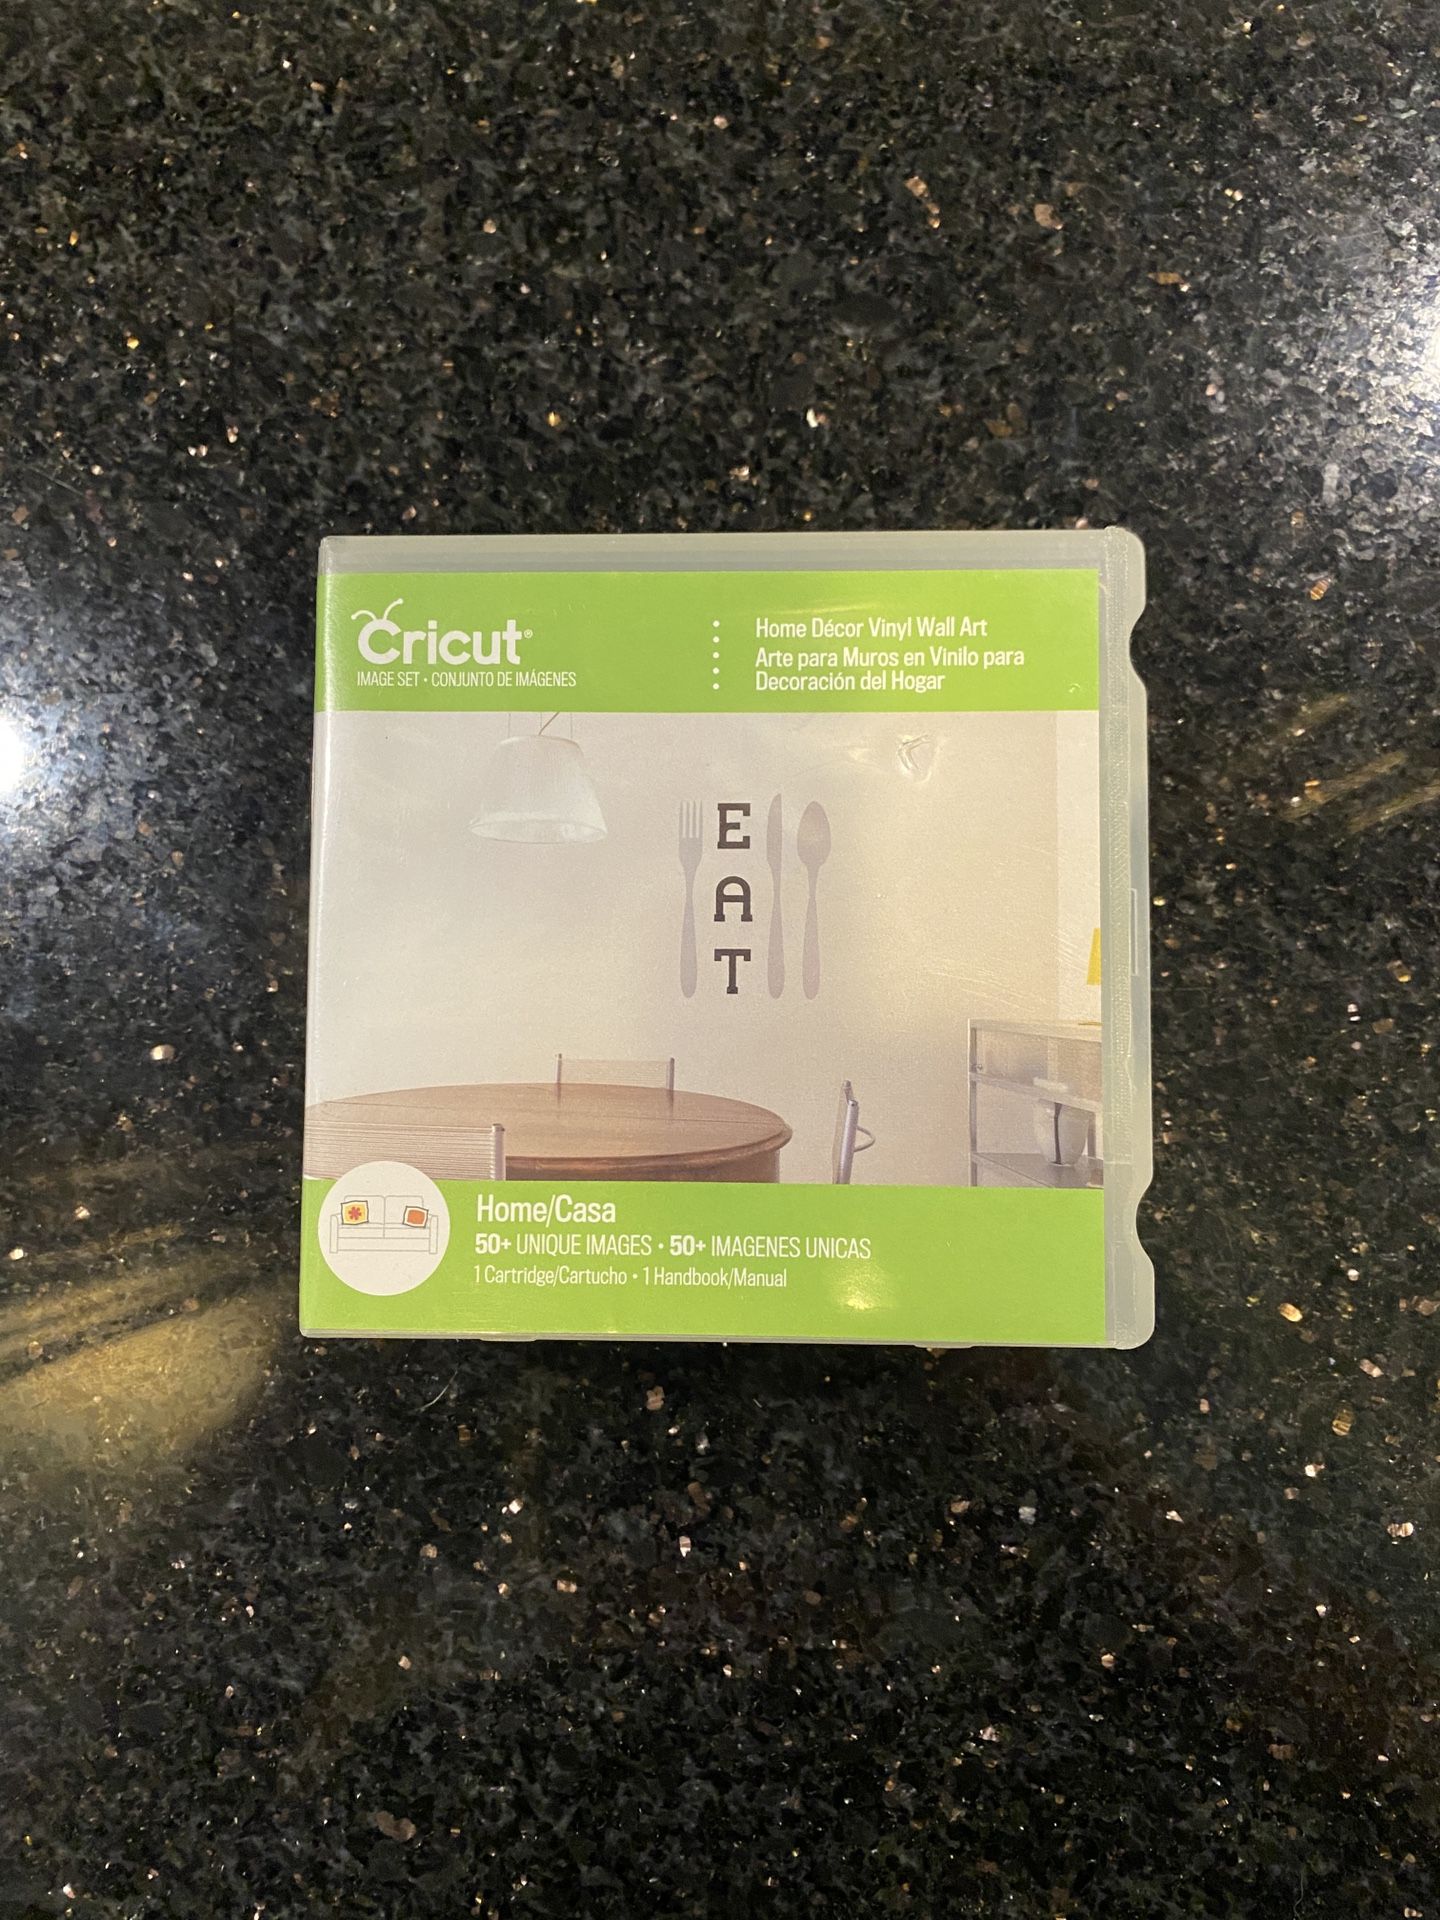 Cricut®
IMAGE SET • CONJUNTO DE IMÁGENES
Home Décor Vinyl Wall Art
Arte para Muros en Vinilo para
Decoración del Hogar
E
A
T
Home/Casa
50+ UNIQUE IMAGES • 50+ IMAGENES UNICAS
1 Cartridge/Cartucho • 1 Handbook/Manual